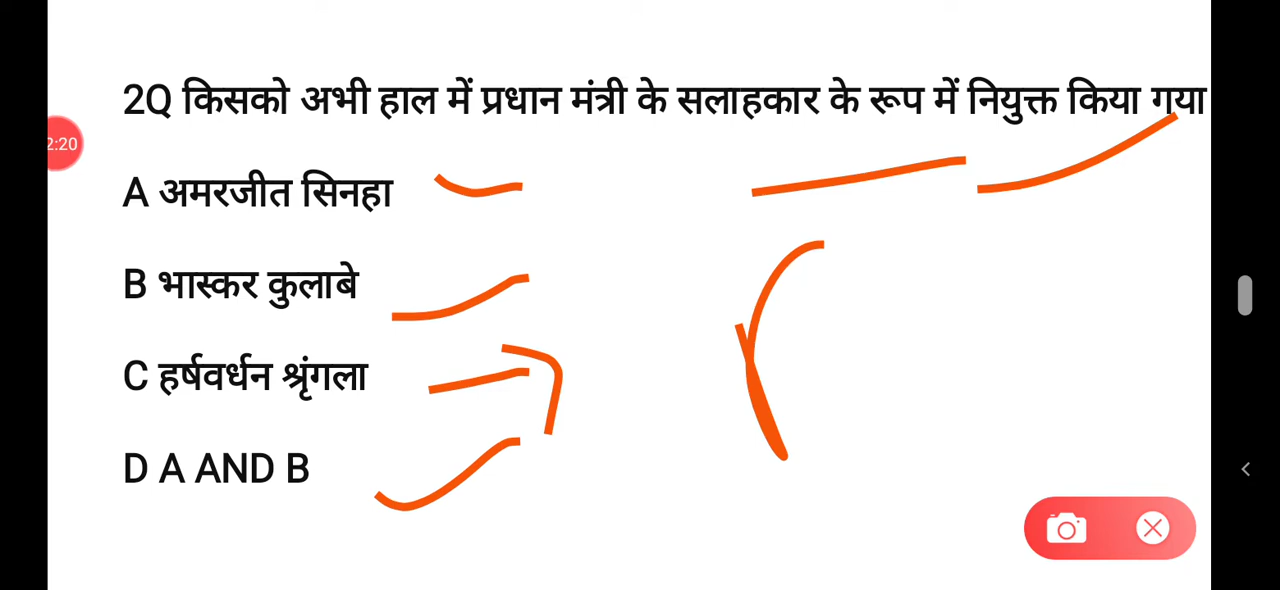 2Q किसको अभी हाल में प्रधान मंत्री के सलाहकार के रूप में नियुक्त किया गया
2:20
A अमरजीत सिनहा
B भास्कर कुलाबे
C हर्षवर्धन श्रृंगला
D A AND B